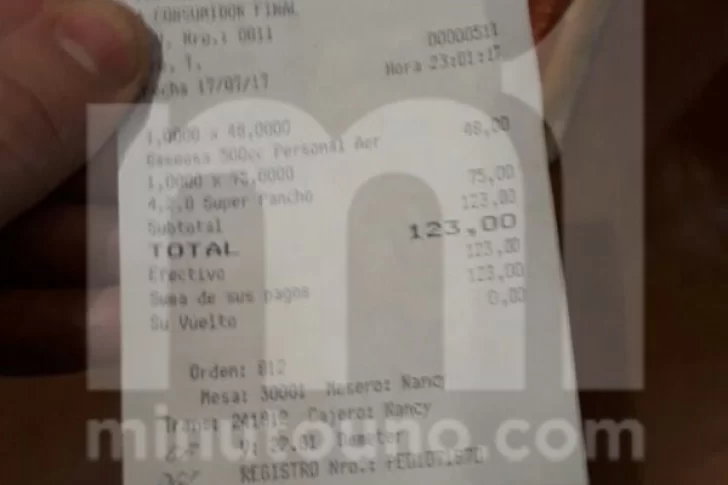 A CONSUMIDOR FINAL
Nro.: 0011 00000511
T.
Fecha 17/07/17 Hora 23:01:17
1,0000 x 48,0000
Gaseosa 500cc Personal Aer 48,00
1,0000 x 75,0000
Super Pancho 75,00
Subtotal 123,00
TOTAL 123,00
Efectivo 123,00
Suma de sus pagos 123,00
Su Vuelto 0,00
Orden: 812
Mesa: 30001 Mesero: Nancy
Cajero: Nancy
V:
REGISTRO Nro.:
m
minutouno.com